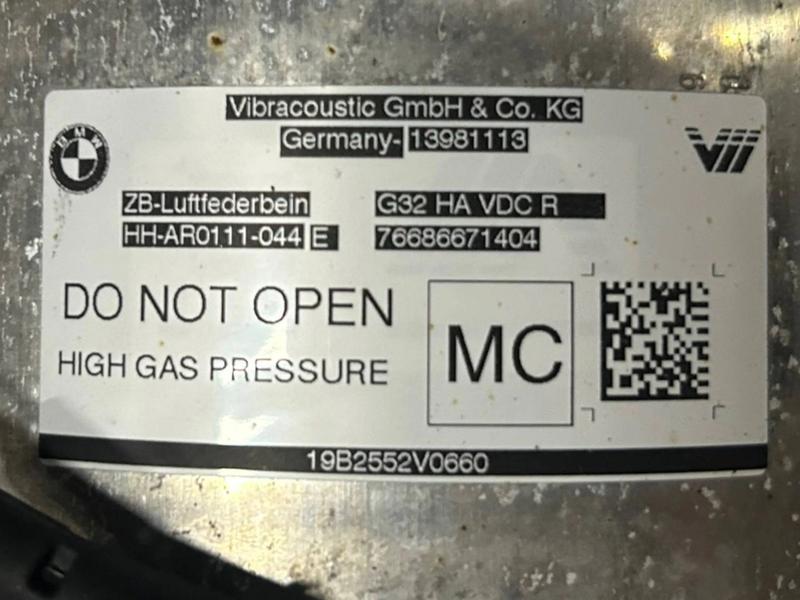 Vibracoustic GmbH & Co. KG
Germany- 13981113
BMW
ZB-Luftfederbein G32 HA VDC R
HH-AR0111-044 E 76686671404
DO NOT OPEN
HIGH GAS PRESSURE
MC
19B2552V0660